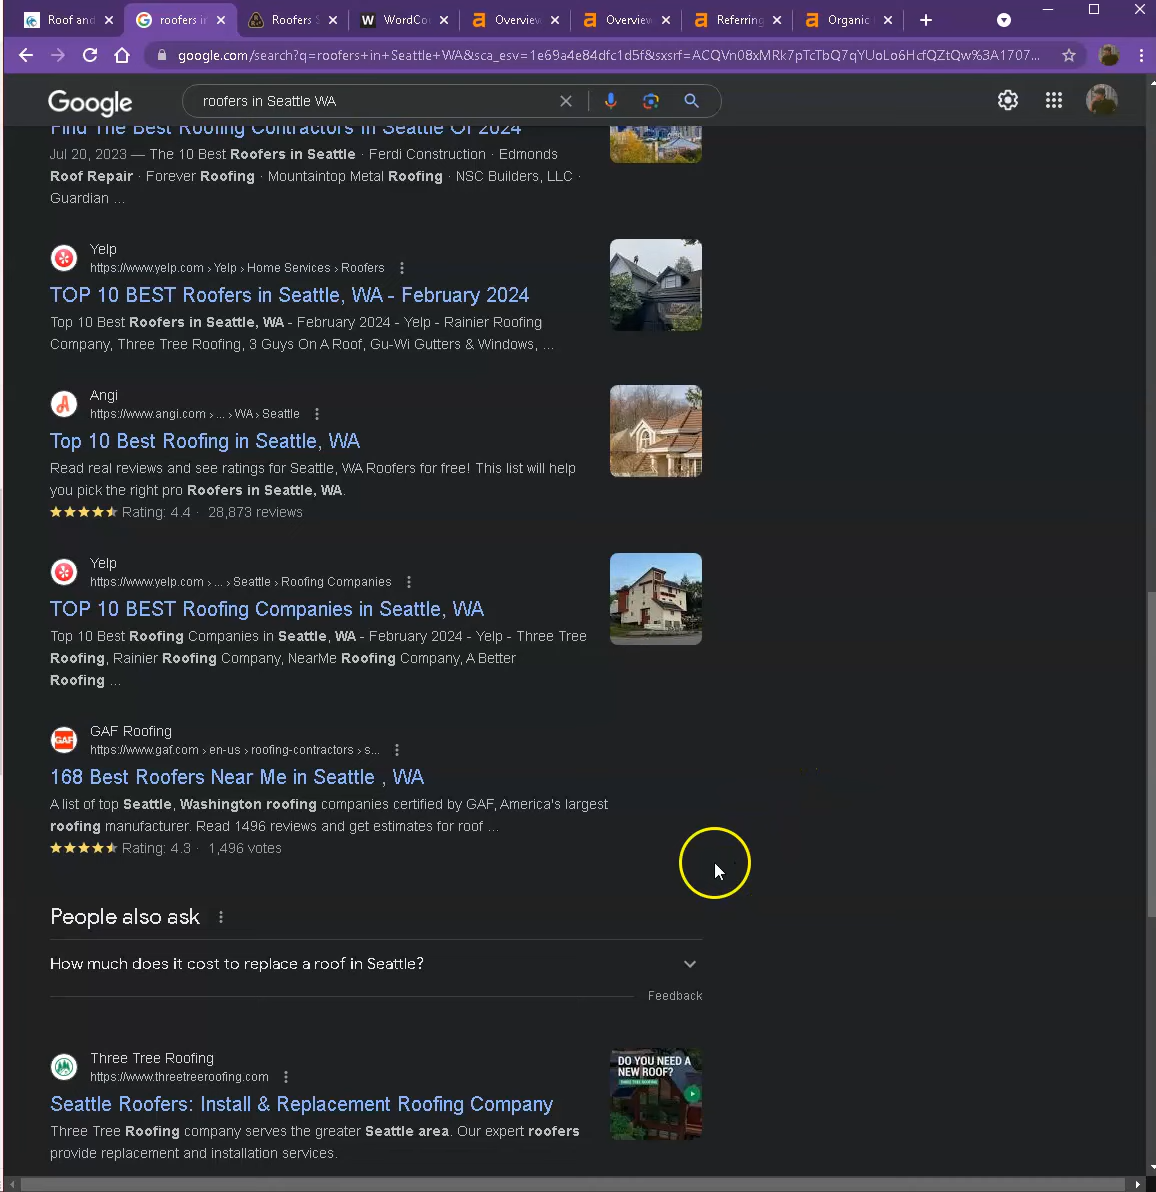 Roof and
roofers in
Roofers S
WordCo
Overview
Overview
Referring
Organic
google.com/search?q=roofers+in+Seattle+WA&sca_esv=1e69a4e84dfc1d5f&sxsrf=ACQVn08xMRk7pTcTbQ7qYUoLo6HcfQZtQw%3A1707...
Google
roofers in Seattle WA
Find The Best Roofing Contractors in Seattle Of 2024
Jul 20, 2023 — The 10 Best Roofers in Seattle · Ferdi Construction · Edmonds
Roof Repair · Forever Roofing · Mountaintop Metal Roofing · NSC Builders, LLC ·
Guardian ...
Yelp
https://www.yelp.com › Yelp › Home Services › Roofers
TOP 10 BEST Roofers in Seattle, WA - February 2024
Top 10 Best Roofers in Seattle, WA - February 2024 - Yelp - Rainier Roofing
Company, Three Tree Roofing, 3 Guys On A Roof, Gu-Wi Gutters & Windows, ...
Angi
https://www.angi.com › ... › WA › Seattle
Top 10 Best Roofing in Seattle, WA
Read real reviews and see ratings for Seattle, WA Roofers for free! This list will help
you pick the right pro Roofers in Seattle, WA.
Rating: 4.4 · 28,873 reviews
Yelp
https://www.yelp.com › ... › Seattle › Roofing Companies
TOP 10 BEST Roofing Companies in Seattle, WA
Top 10 Best Roofing Companies in Seattle, WA - February 2024 - Yelp - Three Tree
Roofing, Rainier Roofing Company, NearMe Roofing Company, A Better
Roofing ...
GAF Roofing
GAF
https://www.gaf.com › en-us › roofing-contractors › s...
168 Best Roofers Near Me in Seattle , WA
A list of top Seattle, Washington roofing companies certified by GAF, America's largest
roofing manufacturer. Read 1496 reviews and get estimates for roof ...
Rating: 4.3 · 1,496 votes
People also ask
How much does it cost to replace a roof in Seattle?
Feedback
Three Tree Roofing
https://www.threetreeroofing.com
Seattle Roofers: Install & Replacement Roofing Company
Three Tree Roofing company serves the greater Seattle area. Our expert roofers
provide replacement and installation services.
DO YOU NEED A
NEW ROOF?
THREE TREE ROOFING